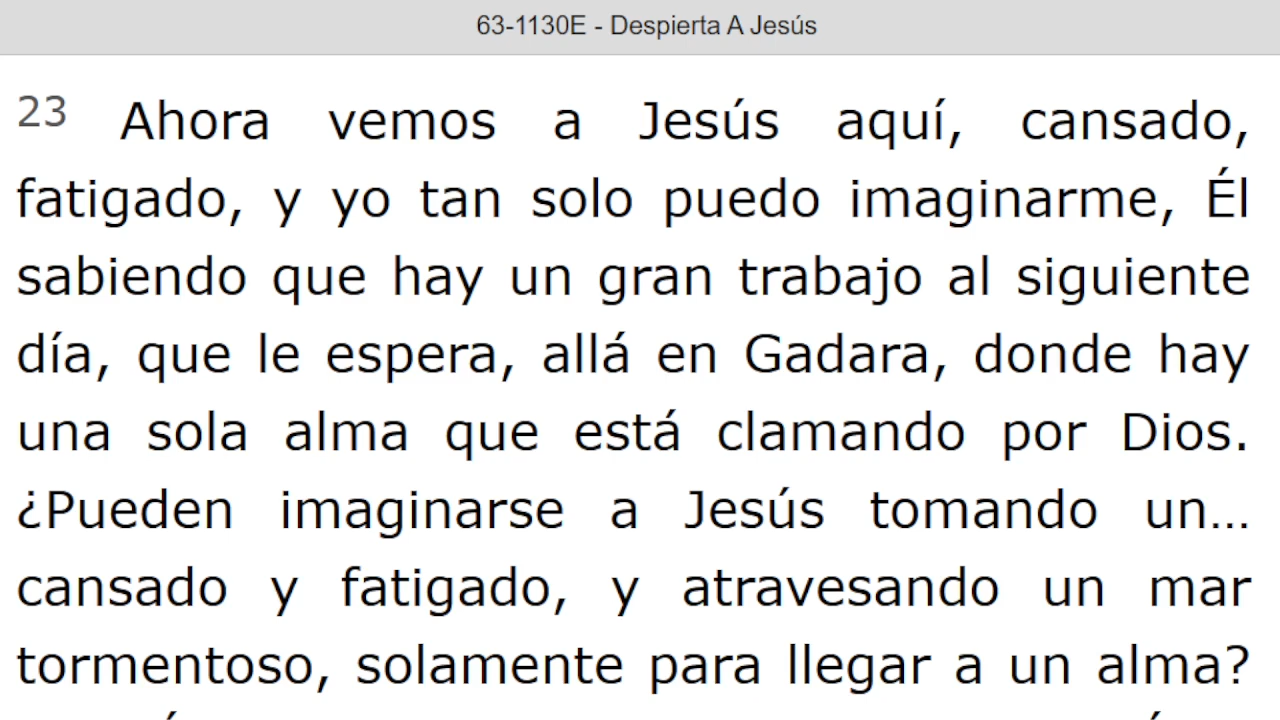 63-1130E - Despierta A Jesús
23 Ahora vemos a Jesús aquí, cansado,
fatigado, y yo tan solo puedo imaginarme, Él
sabiendo que hay un gran trabajo al siguiente
día, que le espera, allá en Gadara, donde hay
una sola alma que está clamando por Dios.
¿Pueden imaginarse a Jesús tomando un...
cansado y fatigado, y atravesando un mar
tormentoso, solamente para llegar a un alma?